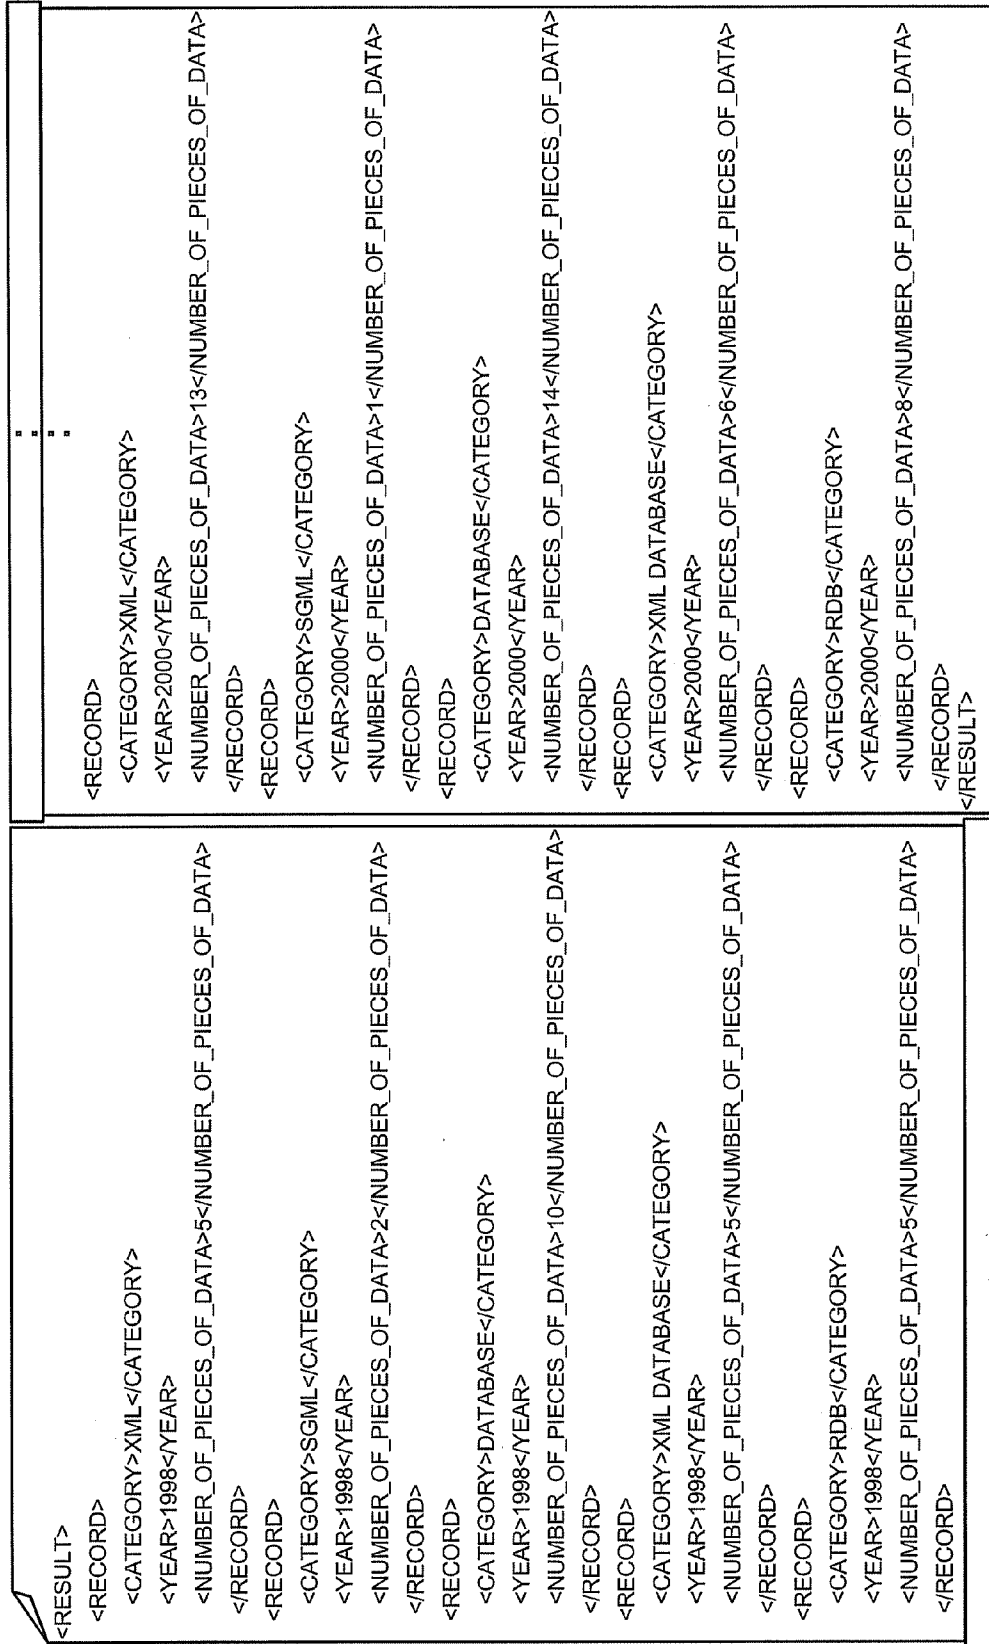 <RESULT>
<RECORD>
<CATEGORY>XML</CATEGORY>
<YEAR>1998</YEAR>
<NUMBER_OF_PIECES_OF_DATA>5</NUMBER_OF_PIECES_OF_DATA>
</RECORD>
<RECORD>
<CATEGORY>SGML</CATEGORY>
<YEAR>1998</YEAR>
<NUMBER_OF_PIECES_OF_DATA>2</NUMBER_OF_PIECES_OF_DATA>
</RECORD>
<RECORD>
<CATEGORY>DATABASE</CATEGORY>
<YEAR>1998</YEAR>
<NUMBER_OF_PIECES_OF_DATA>10</NUMBER_OF_PIECES_OF_DATA>
</RECORD>
<RECORD>
<CATEGORY>XML DATABASE</CATEGORY>
<YEAR>1998</YEAR>
<NUMBER_OF_PIECES_OF_DATA>5</NUMBER_OF_PIECES_OF_DATA>
</RECORD>
<RECORD>
<CATEGORY>RDB</CATEGORY>
<YEAR>1998</YEAR>
<NUMBER_OF_PIECES_OF_DATA>5</NUMBER_OF_PIECES_OF_DATA>
</RECORD>
<RECORD>
<CATEGORY>XML</CATEGORY>
<YEAR>2000</YEAR>
<NUMBER_OF_PIECES_OF_DATA>13</NUMBER_OF_PIECES_OF_DATA>
</RECORD>
<RECORD>
<CATEGORY>SGML</CATEGORY>
<YEAR>2000</YEAR>
<NUMBER_OF_PIECES_OF_DATA>1</NUMBER_OF_PIECES_OF_DATA>
</RECORD>
<RECORD>
<CATEGORY>DATABASE</CATEGORY>
<YEAR>2000</YEAR>
<NUMBER_OF_PIECES_OF_DATA>14</NUMBER_OF_PIECES_OF_DATA>
</RECORD>
<RECORD>
<CATEGORY>XML DATABASE</CATEGORY>
<YEAR>2000</YEAR>
<NUMBER_OF_PIECES_OF_DATA>6</NUMBER_OF_PIECES_OF_DATA>
</RECORD>
<RECORD>
<CATEGORY>RDB</CATEGORY>
<YEAR>2000</YEAR>
<NUMBER_OF_PIECES_OF_DATA>8</NUMBER_OF_PIECES_OF_DATA>
</RECORD>
</RESULT>